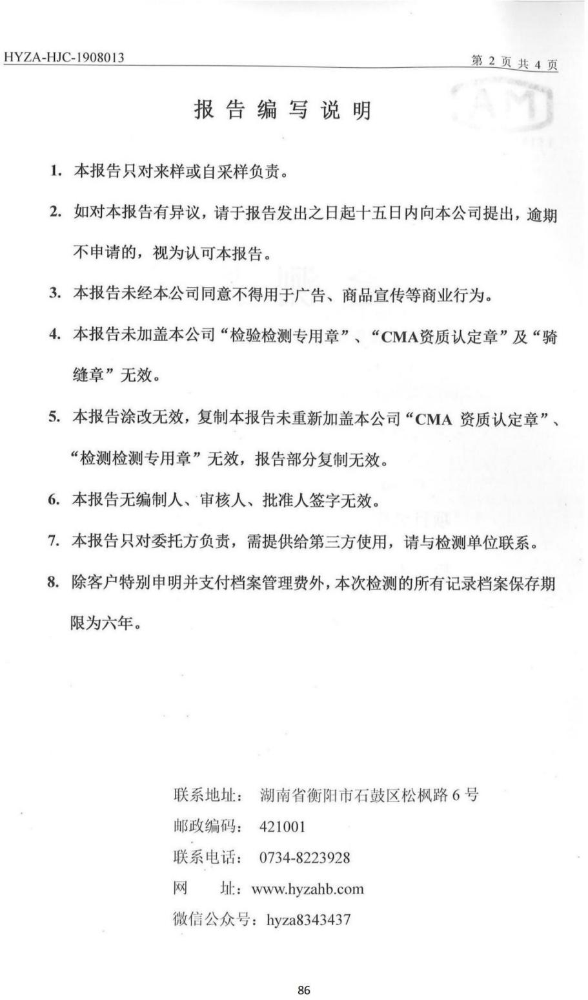 HYZA-HJC-1908013
第 2 页 共 4 页
报告编写说明
1. 本报告只对来样或自采样负责。
2. 如对本报告有异议，请于报告发出之日起十五日内向本公司提出，逾期
不申请的，视为认可本报告。
3. 本报告未经本公司同意不得用于广告、商品宣传等商业行为。
4. 本报告未加盖本公司“检验检测专用章”、“CMA资质认定章”及“骑
缝章”无效。
5. 本报告涂改无效，复制本报告未重新加盖本公司“CMA 资质认定章”、
“检测检测专用章”无效，报告部分复制无效。
6. 本报告无编制人、审核人、批准人签字无效。
7. 本报告只对委托方负责，需提供给第三方使用，请与检测单位联系。
8. 除客户特别申明并支付档案管理费外，本次检测的所有记录档案保存期
限为六年。
联系地址： 湖南省衡阳市石鼓区松枫路 6 号
邮政编码： 421001
联系电话： 0734-8223928
网 址：www.hyzahb.com
微信公众号：hyza8343437
86